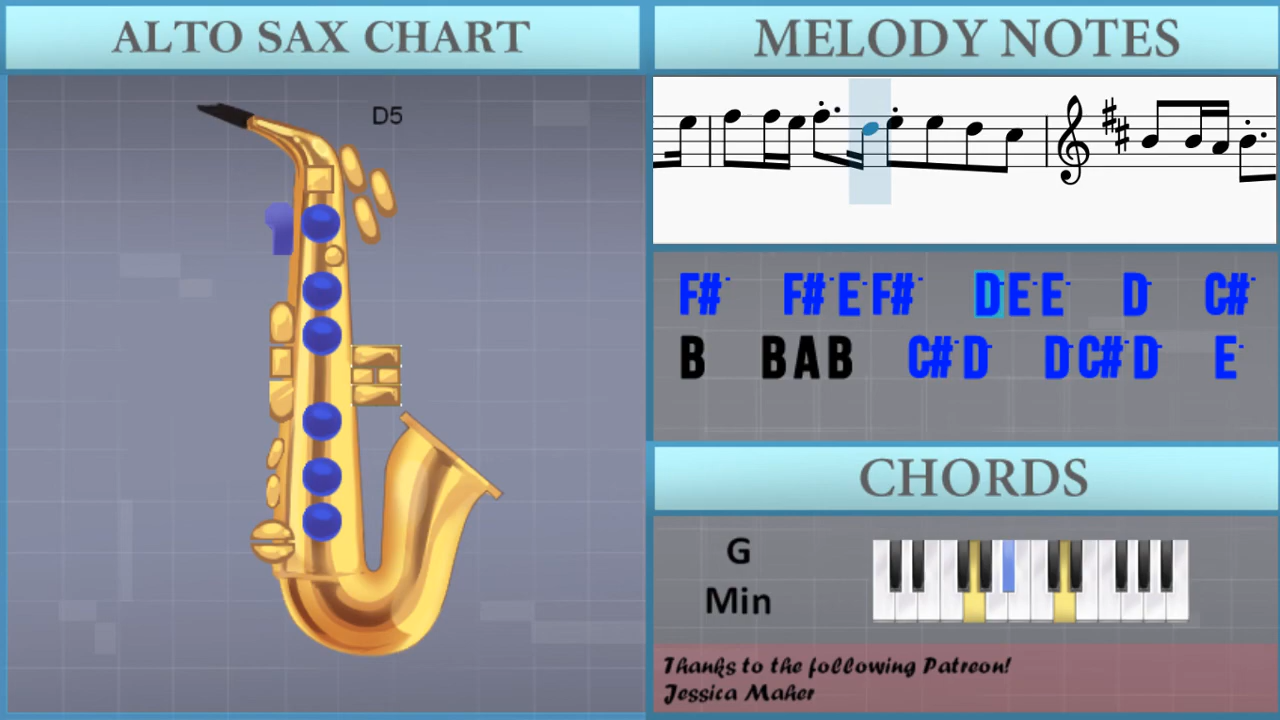 ALTO SAX CHART
D5
MELODY NOTES
F#- F#- E- F#- D- E- E- D- C#-
B B A B C#- D- D- C#- D- E-
CHORDS
G
Min
Thanks to the following Patreon!
Jessica Maher